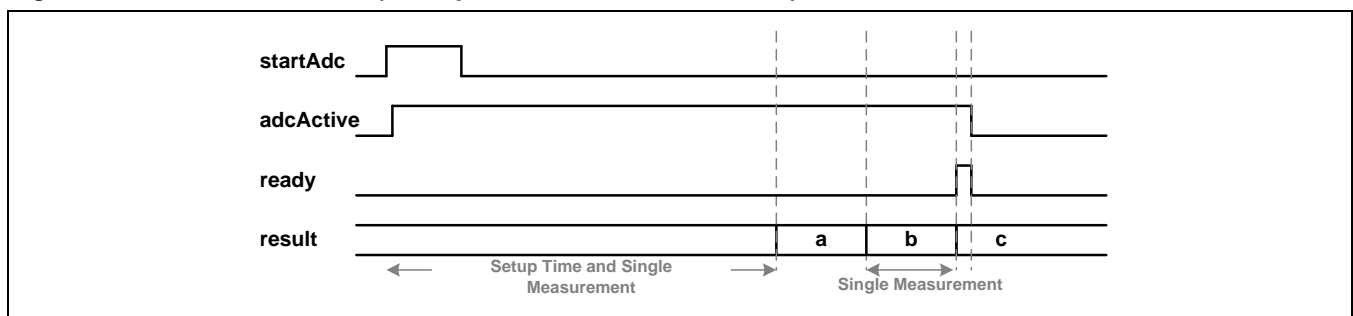 startAdc
adcActive
ready
result
a
b
c
Setup Time and Single
Measurement
Single Measurement